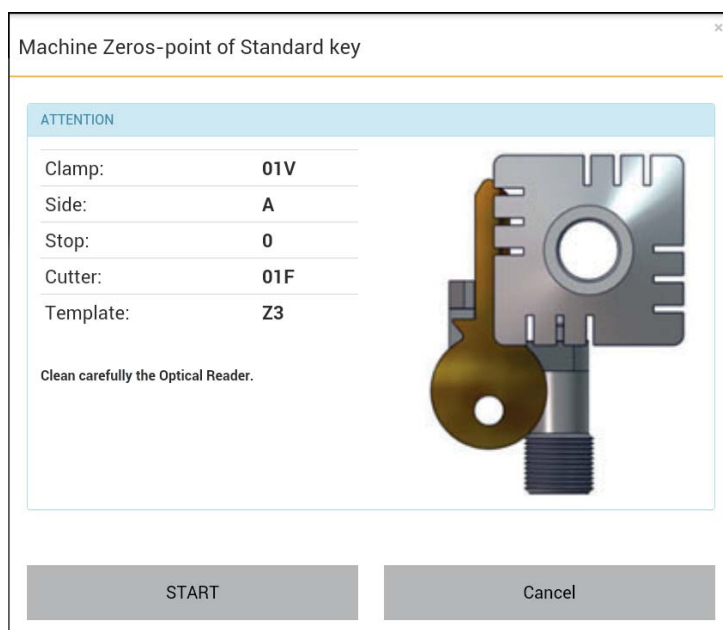 ×
Machine Zeros-point of Standard key
ATTENTION
Clamp: 01V
Side: A
Stop: 0
Cutter: 01F
Template: Z3
Clean carefully the Optical Reader.
START Cancel